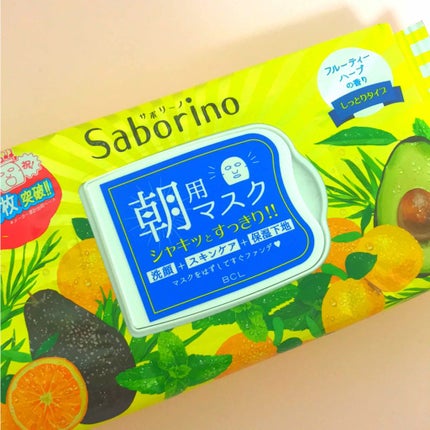 サボリーノ
Saborino
フルーティー
ハーブ
の香り
しっとりタイプ
祝!
枚突破!!
朝用マスク
シャキッとすっきり!!
洗顔+スキンケア+保湿下地
マスクをはずしてすぐファンデ♥
BCL